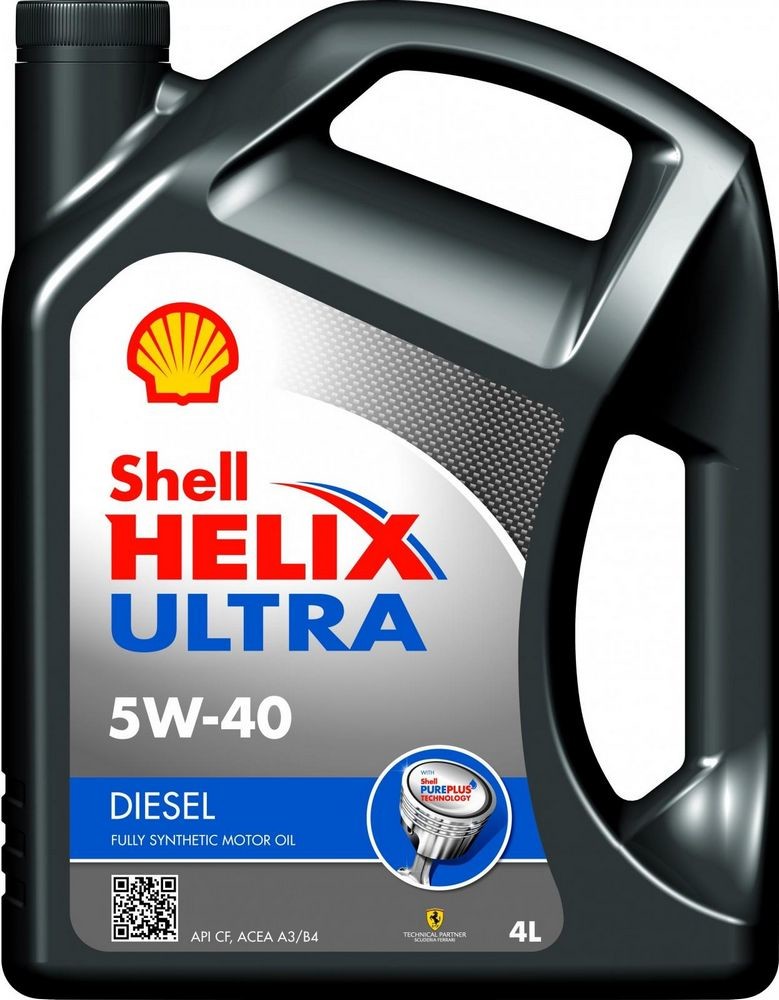 Shell
HELIX
ULTRA
5W-40
WITH
Shell
PUREPLUS
TECHNOLOGY
DIESEL
FULLY SYNTHETIC MOTOR OIL
API CF, ACEA A3/B4
TECHNICAL PARTNER
SCUDERIA FERRARI
4L